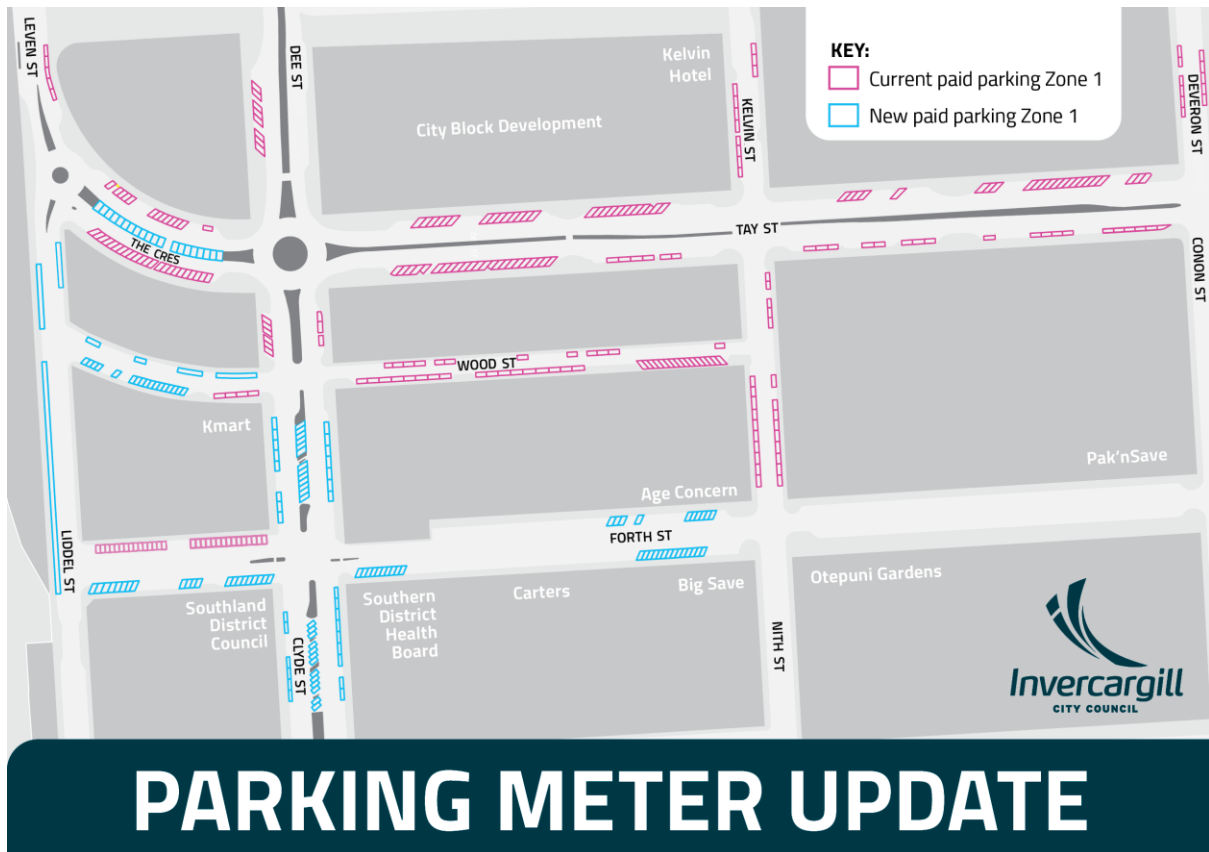 LEVEN ST
DEE ST
Kelvin
Hotel
City Block Development
KELVIN ST
KEY:
Current paid parking Zone 1
New paid parking Zone 1
DEVERON ST
THE CRES
TAY ST
CONON ST
WOOD ST
Kmart
Age Concern
Pak'nSave
LIDDEL ST
FORTH ST
Southland
District
Council
CLYDE ST
Southern
District
Health
Board
Carters
Big Save
NITH ST
Otepuni Gardens
Invercargill
CITY COUNCIL
PARKING METER UPDATE